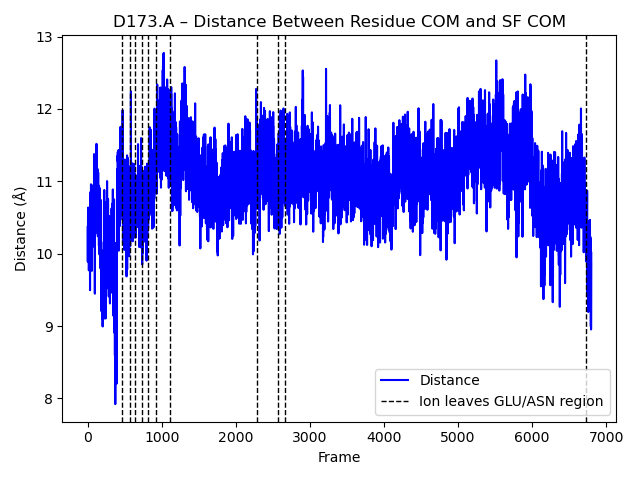 D173.A – Distance Between Residue COM and SF COM
13
12
11
10
9
8
Distance (Å)
0 1000 2000 3000 4000 5000 6000 7000
Frame
Distance
Ion leaves GLU/ASN region